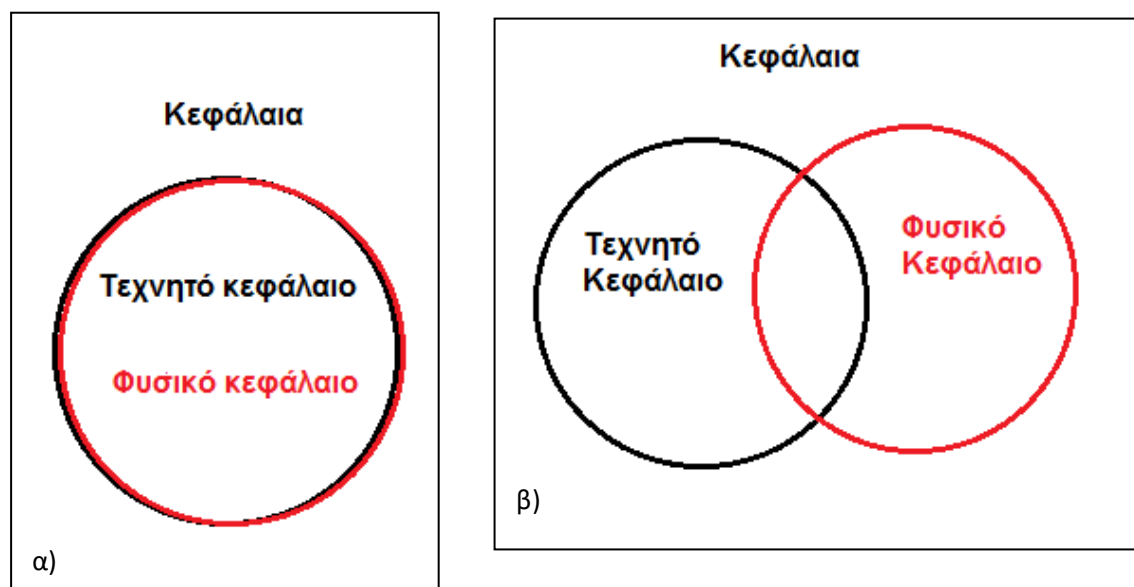 Κεφάλαια
Τεχνητό κεφάλαιο
Φυσικό κεφάλαιο
α)
Κεφάλαια
Τεχνητό
Κεφάλαιο
Φυσικό
Κεφάλαιο
β)